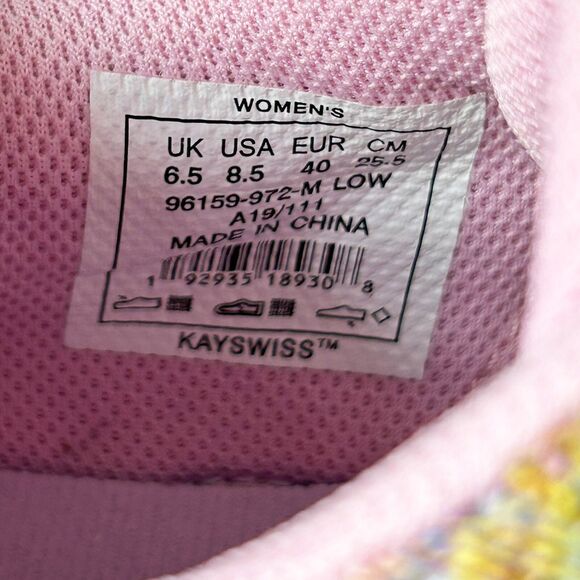 WOMEN'S
UK USA EUR CM
6.5 8.5 40 25.5
96159-972-M LOW
A19/111
MADE IN CHINA
1 92935 18930 8
KAYSWISS™